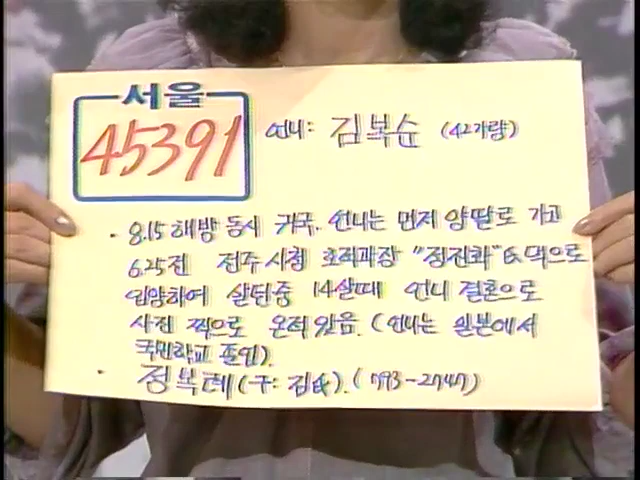 서울
45391
언니: 김복순 (42가량)
· 8.15 해방 동시 귀국. 언니는 먼저 양딸로 가고
6.25전 전주시청 조직과장 "정진화" 댁으로
입양하여 살던중 14살때 언니 결혼으로
사진 찍으로 온적 있음. (언니는 일본에서
국민학교 졸업).
· 정복례 (구: 김氏). (793-2747)